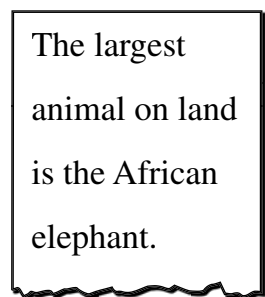 The largest
animal on land
is the African
elephant.